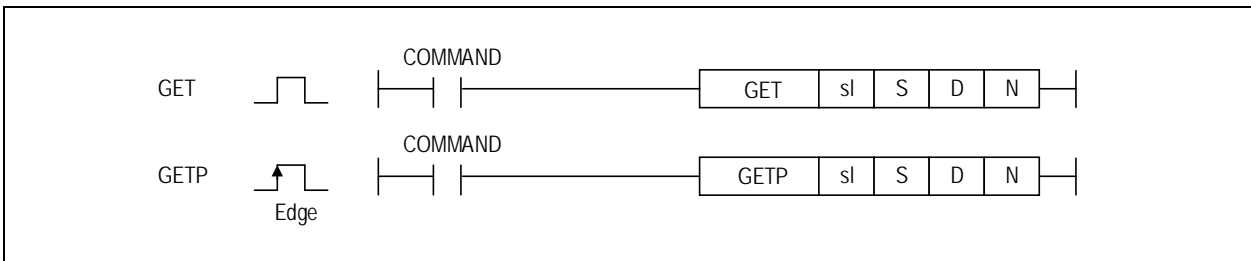 COMMAND
GET GET sl S D N
COMMAND
GETP GETP sl S D N
Edge